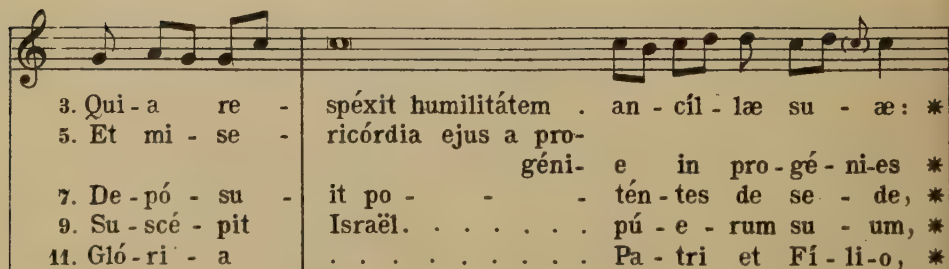 3. Qui - a re - spéxit humilitátem . an - cíl - læ su - æ: *
5. Et mi - se - ricórdia ejus a pro-
géni- e in pro - gé - ni-es *
7. De - pó - su - it po - - - tén - tes de se - de, *
9. Su - scé - pit Israël. . . . . . . pú - e - rum su - um, *
11. Gló - ri - a . . . . . . . . . . Pa - tri et Fí - li-o, *